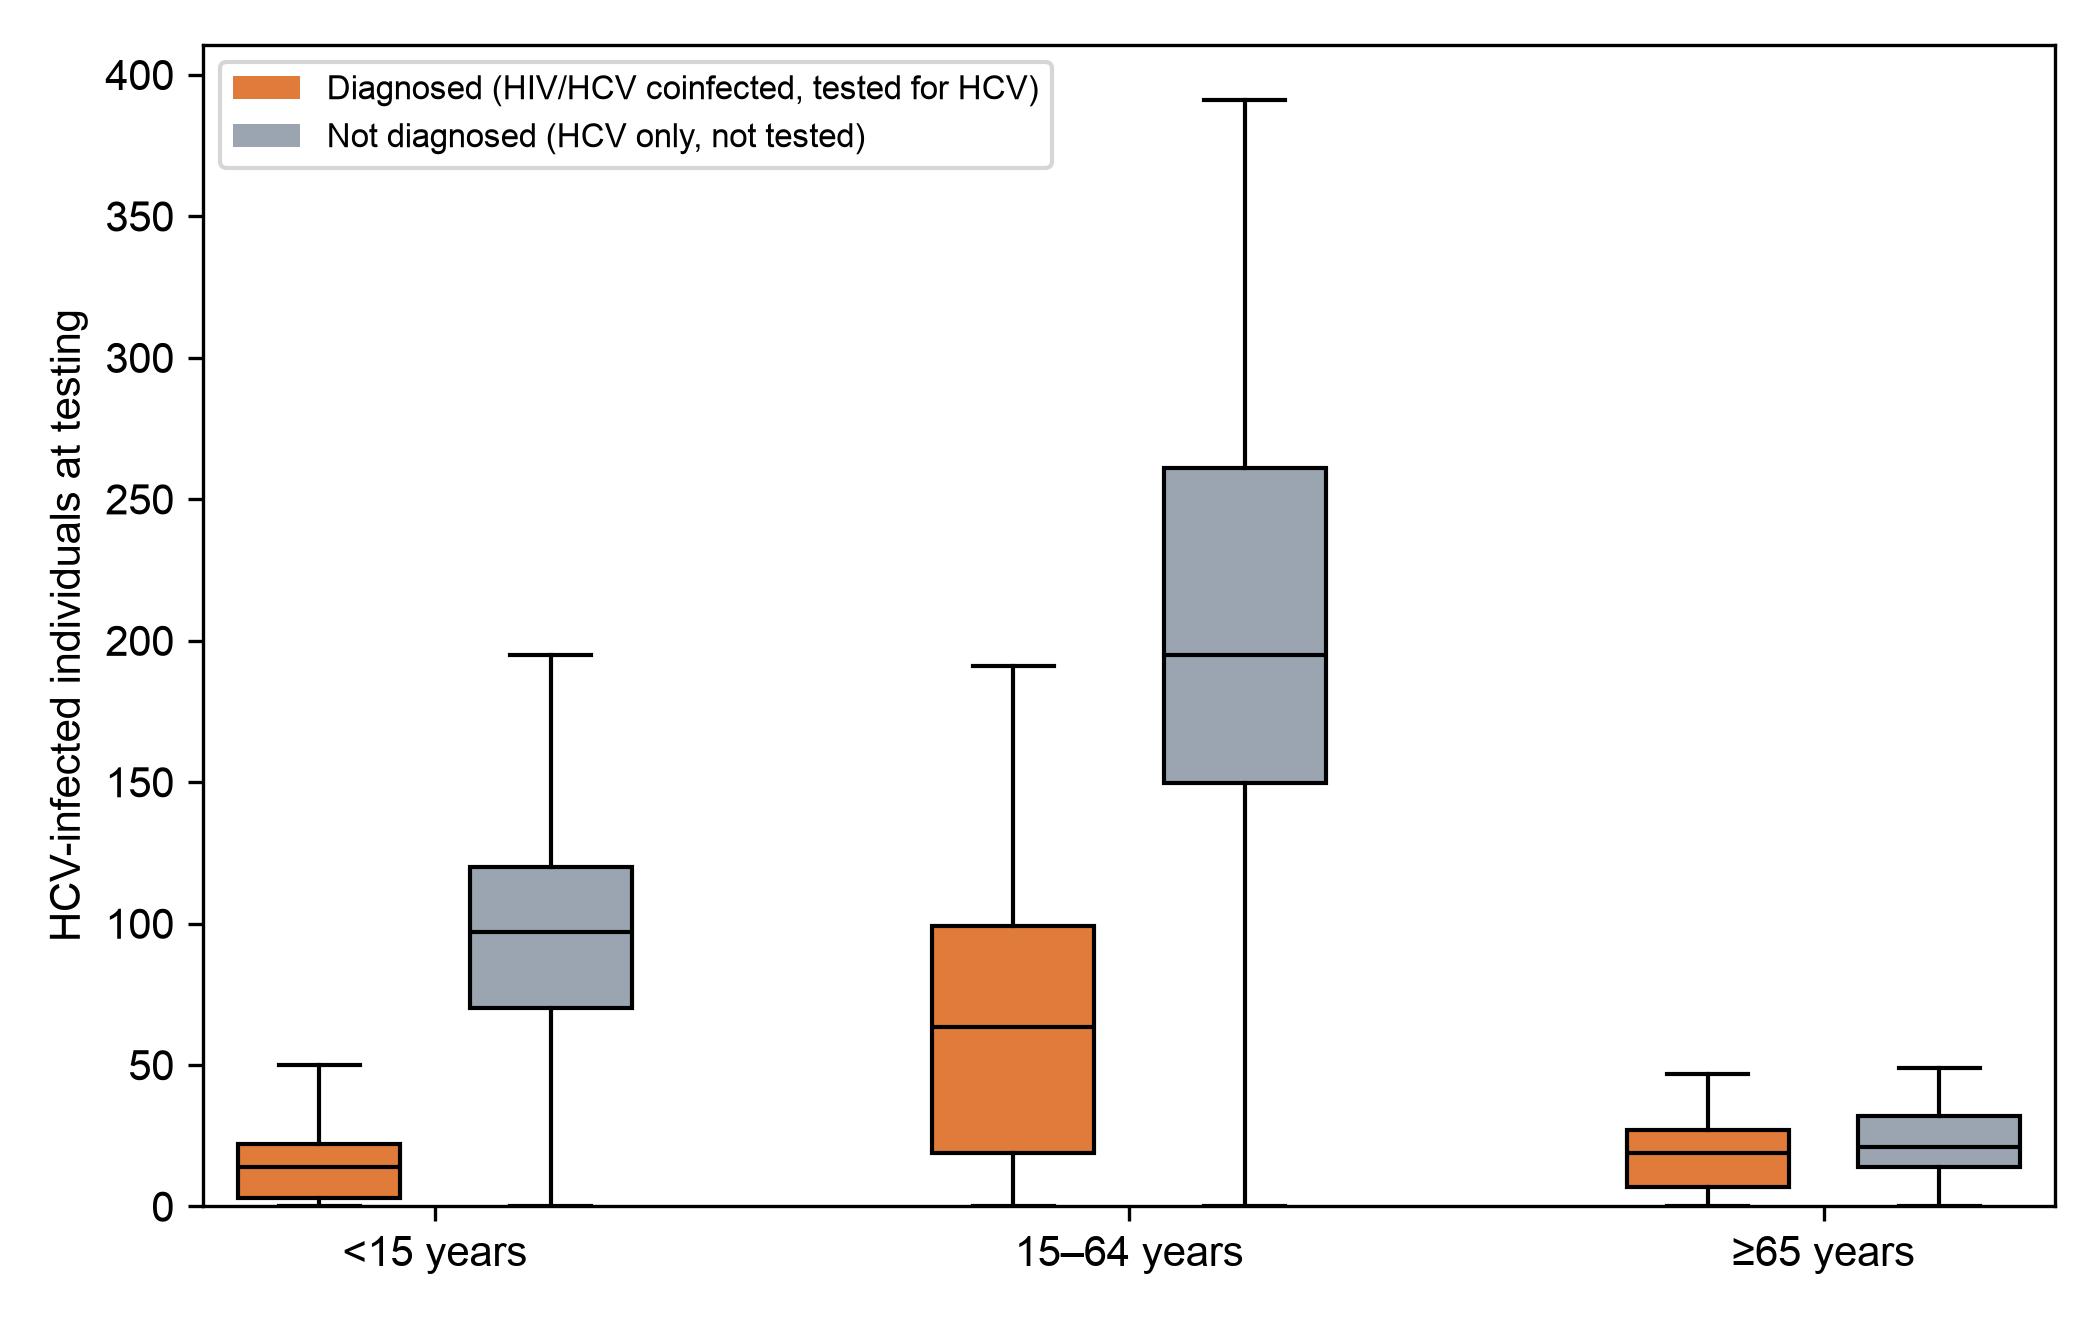 Diagnosed (HIV/HCV coinfected, tested for HCV)
Not diagnosed (HCV only, not tested)
HCV-infected individuals at testing
400
350
300
250
200
150
100
50
0
<15 years
15–64 years
≥65 years